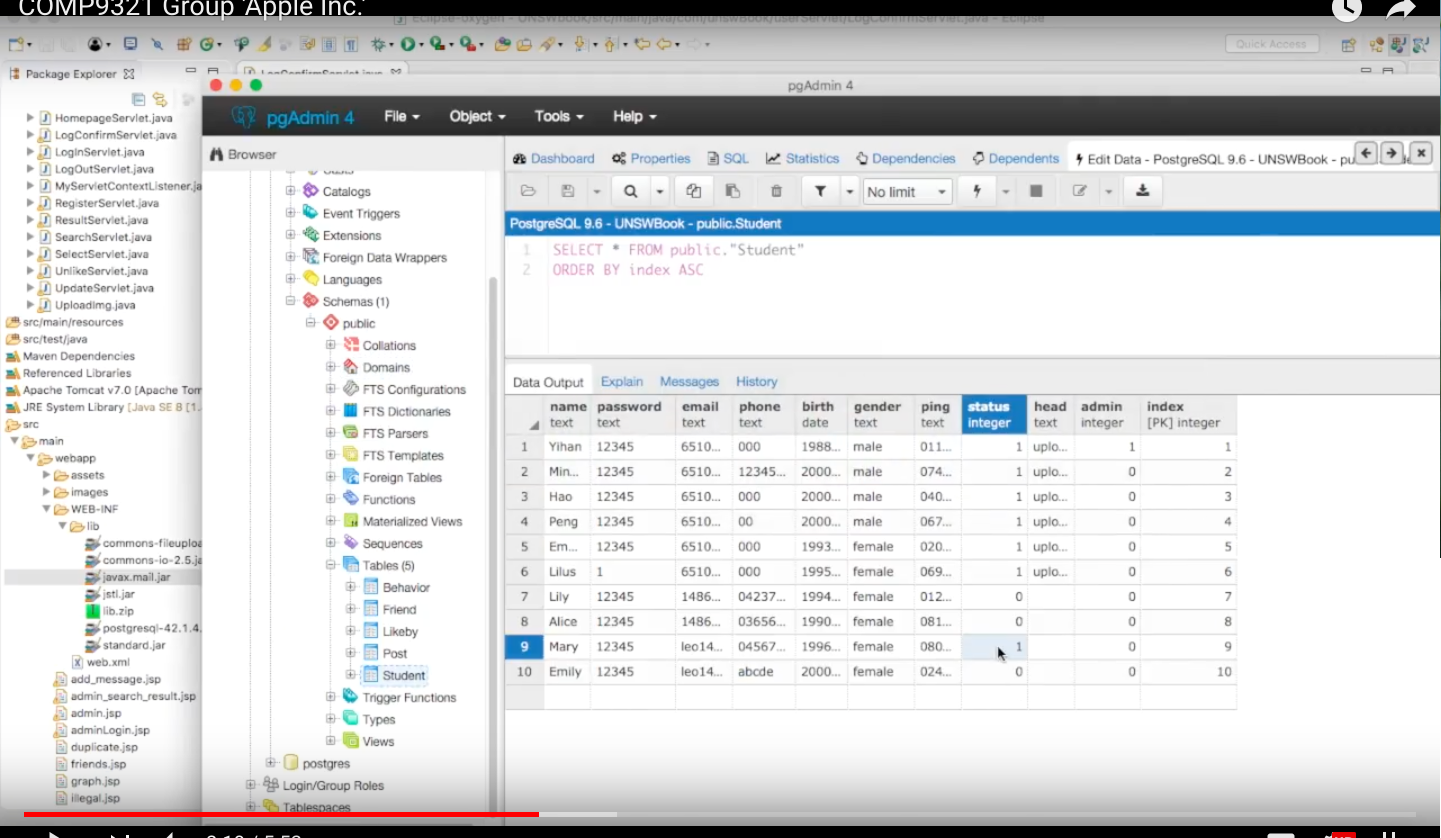 COMP9321 Group 'Apple Inc.'
Eclipse-oxygen - UNSWBook/src/main/java/com/unswbook/userServlet/LogConfirmServlet.java - Eclipse
Quick Access
Package Explorer
LogConfirmServlet.java
HomepageServlet.java
LogConfirmServlet.java
LogInServlet.java
LogOutServlet.java
MyServletContextListener.ja
RegisterServlet.java
ResultServlet.java
SearchServlet.java
SelectServlet.java
UnlikeServlet.java
UpdateServlet.java
UploadImg.java
src/main/resources
src/test/java
Maven Dependencies
Referenced Libraries
Apache Tomcat v7.0 [Apache Tom
JRE System Library [Java SE 8 [1.
src
main
webapp
assets
images
WEB-INF
lib
commons-fileuploa
commons-io-2.5.ja
javax.mail.jar
jstl.jar
lib.zip
postgresql-42.1.4.
standard.jar
web.xml
add_message.jsp
admin_search_result.jsp
admin.jsp
adminLogin.jsp
duplicate.jsp
friends.jsp
graph.jsp
illegal.jsp
pgAdmin 4
pgAdmin 4 File Object Tools Help
Browser
Catalogs
Event Triggers
Extensions
Foreign Data Wrappers
Languages
Schemas (1)
public
Collations
Domains
FTS Configurations
FTS Dictionaries
FTS Parsers
FTS Templates
Foreign Tables
Functions
Materialized Views
Sequences
Tables (5)
Behavior
Friend
Likeby
Post
Student
Trigger Functions
Types
Views
postgres
Login/Group Roles
Tablespaces
Dashboard Properties SQL Statistics Dependencies Dependents Edit Data - PostgreSQL 9.6 - UNSWBook - pu
No limit
PostgreSQL 9.6 - UNSWBook - public.Student
1 SELECT * FROM public."Student"
2 ORDER BY index ASC
Data Output Explain Messages History
name password email phone birth gender ping status head admin index
text text text text date text text integer text integer [PK] integer
1 Yihan 12345 6510... 000 1988... male 011... 1 uplo... 1 1
2 Min... 12345 6510... 12345... 2000... male 074... 1 uplo... 0 2
3 Hao 12345 6510... 000 2000... male 040... 1 uplo... 0 3
4 Peng 12345 6510... 00 2000... male 067... 1 uplo... 0 4
5 Em... 12345 6510... 000 1993... female 020... 1 uplo... 0 5
6 Lilus 1 6510... 000 1995... female 069... 1 uplo... 0 6
7 Lily 12345 1486... 04237... 1994... female 012... 0 0 7
8 Alice 12345 1486... 03656... 1990... female 081... 0 0 8
9 Mary 12345 leo14... 04567... 1996... female 080... 1 0 9
10 Emily 12345 leo14... abcde 2000... female 024... 0 0 10